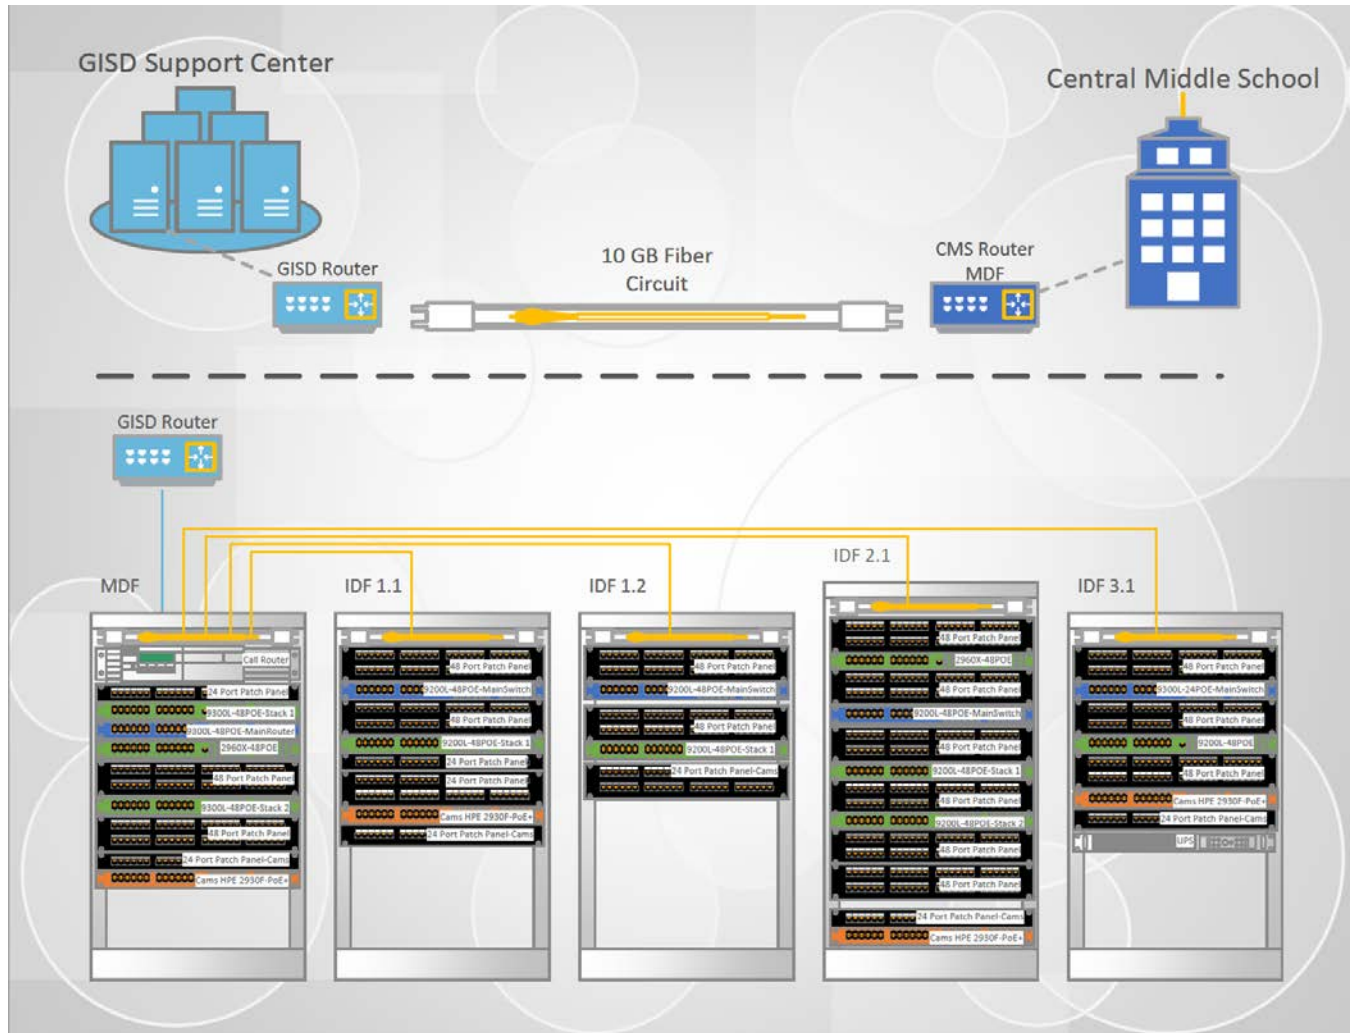 GISD Support Center
Central Middle School
GISD Router
10 GB Fiber
Circuit
CMS Router
MDF
GISD Router
MDF
IDF 1.1
IDF 1.2
IDF 2.1
IDF 3.1
Call Router
24 Port Patch Panel
9300L-48POE-Stack 1
9300L-48POE-MainRouter
2960X-48POE
48 Port Patch Panel
9300L-48POE-Stack 2
48 Port Patch Panel
24 Port Patch Panel-Cams
Cams HPE 2930F-PoE+
48 Port Patch Panel
9200L-48POE-MainSwitch
48 Port Patch Panel
9200L-48POE-Stack 1
24 Port Patch Panel
24 Port Patch Panel
Cams HPE 2930F-PoE+
24 Port Patch Panel-Cams
48 Port Patch Panel
9200L-48POE-MainSwitch
48 Port Patch Panel
9200L-48POE-Stack 1
24 Port Patch Panel-Cams
48 Port Patch Panel
2960X-48POE
48 Port Patch Panel
9200L-48POE-MainSwitch
48 Port Patch Panel
9200L-48POE-Stack 1
48 Port Patch Panel
9200L-48POE-Stack 2
48 Port Patch Panel
48 Port Patch Panel
24 Port Patch Panel-Cams
Cams HPE 2930F-PoE+
48 Port Patch Panel
9300L-24POE-MainSwitch
48 Port Patch Panel
9200L-48POE
48 Port Patch Panel
Cams HPE 2930F-PoE+
24 Port Patch Panel-Cams
UPS